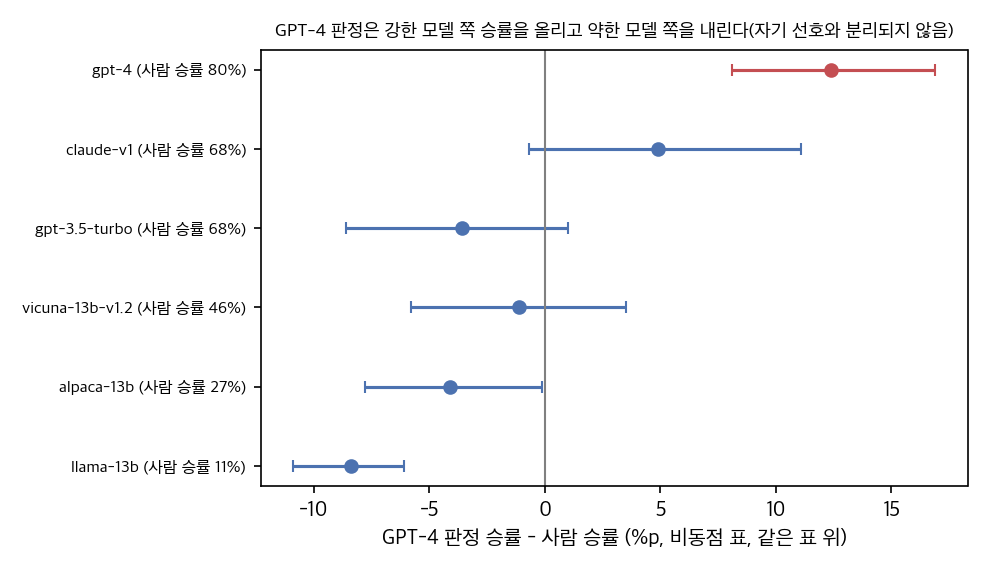 GPT-4 판정은 강한 모델 쪽 승률을 올리고 약한 모델 쪽을 내린다(자기 선호와 분리되지 않음)
gpt-4 (사람 승률 80%)
claude-v1 (사람 승률 68%)
gpt-3.5-turbo (사람 승률 68%)
vicuna-13b-v1.2 (사람 승률 46%)
alpaca-13b (사람 승률 27%)
llama-13b (사람 승률 11%)
-10 -5 0 5 10 15
GPT-4 판정 승률 - 사람 승률 (%p, 비동점 표, 같은 표 위)